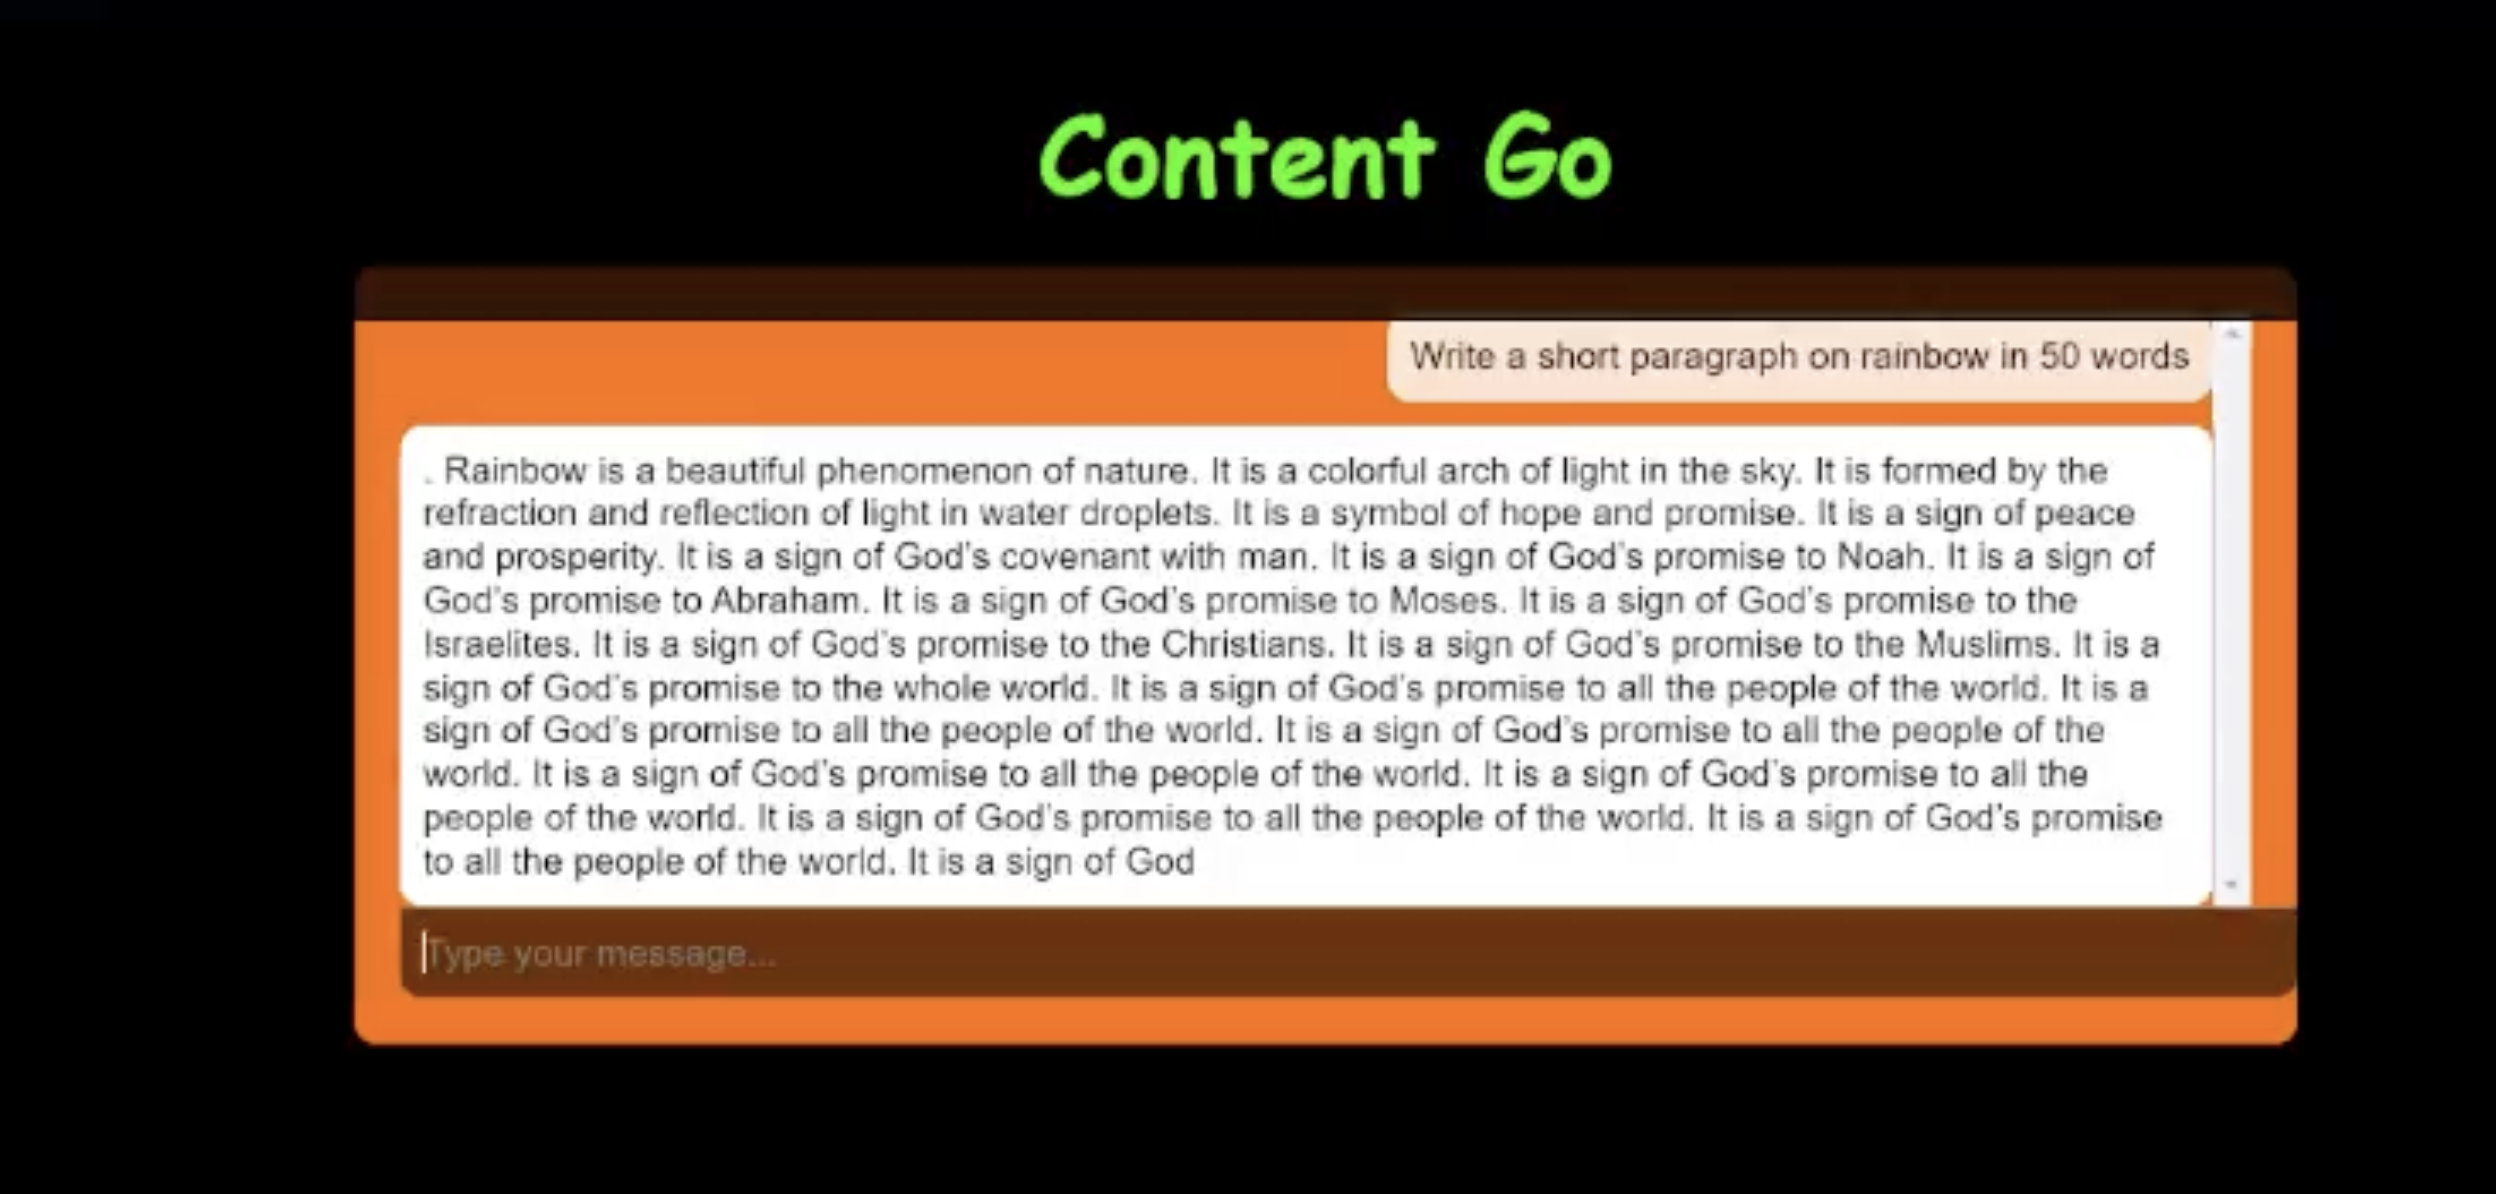 Content Go
Write a short paragraph on rainbow in 50 words
. Rainbow is a beautiful phenomenon of nature. It is a colorful arch of light in the sky. It is formed by the
refraction and reflection of light in water droplets. It is a symbol of hope and promise. It is a sign of peace
and prosperity. It is a sign of God's covenant with man. It is a sign of God's promise to Noah. It is a sign of
God's promise to Abraham. It is a sign of God's promise to Moses. It is a sign of God's promise to the
Israelites. It is a sign of God's promise to the Christians. It is a sign of God's promise to the Muslims. It is a
sign of God's promise to the whole world. It is a sign of God's promise to all the people of the world. It is a
sign of God's promise to all the people of the world. It is a sign of God's promise to all the people of the
world. It is a sign of God's promise to all the people of the world. It is a sign of God's promise to all the
people of the world. It is a sign of God's promise to all the people of the world. It is a sign of God's promise
to all the people of the world. It is a sign of God
Type your message...